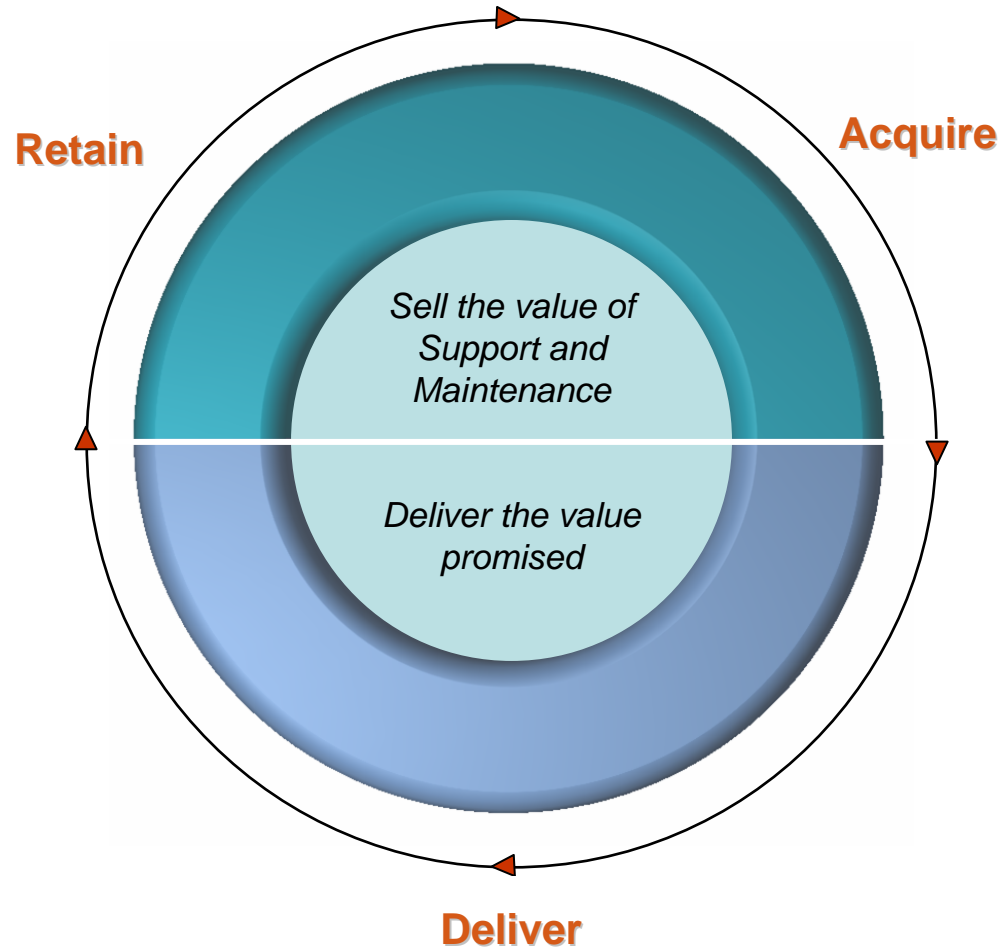 Acquire
Retain
Sell the value of
Support and
Maintenance
Deliver the value
promised
Deliver